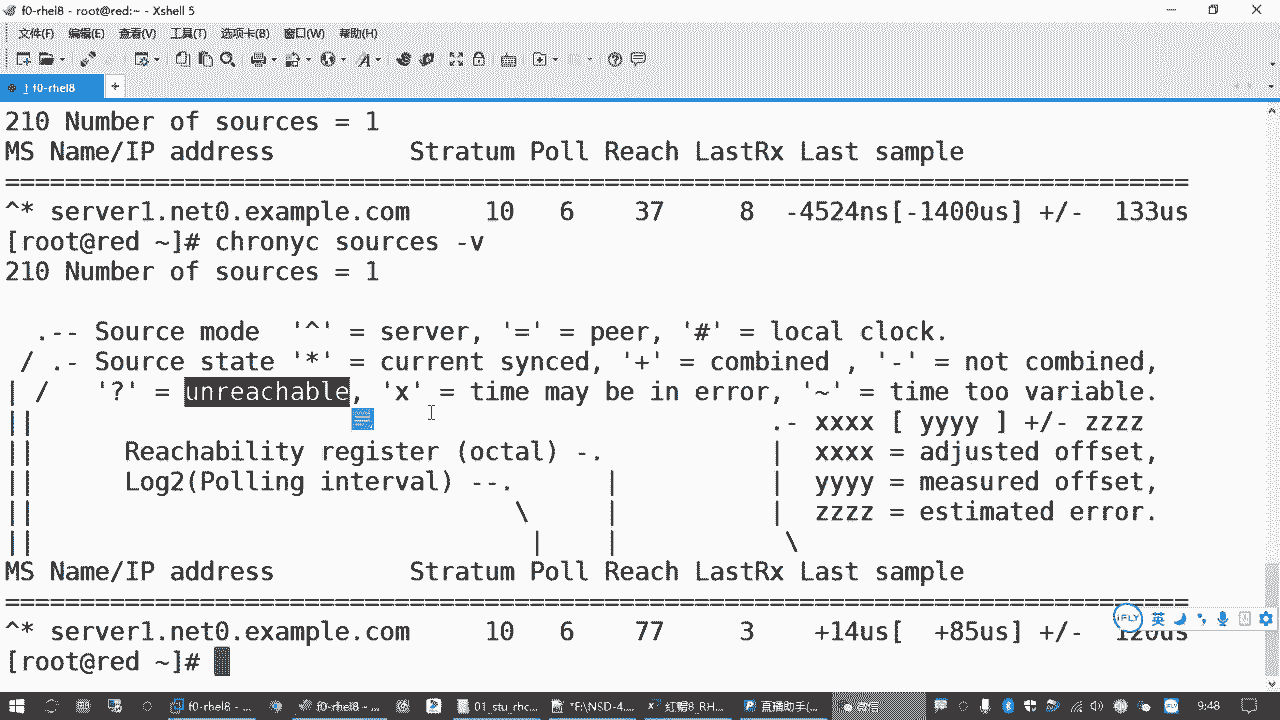 f0-rhel8 - root@red:~ - Xshell 5
文件(F) 编辑(E) 查看(V) 工具(T) 选项卡(B) 窗口(W) 帮助(H)
1 f0-rhel8 +
210 Number of sources = 1
MS Name/IP address         Stratum Poll Reach LastRx Last sample
===============================================================================
^* server1.net0.example.com     10   6    37     8  -4524ns[-1400us] +/-  133us
[root@red ~]# chronyc sources -v
210 Number of sources = 1
  .-- Source mode  '^' = server, '=' = peer, '#' = local clock.
 / .- Source state '*' = current synced, '+' = combined , '-' = not combined,
| /   '?' = unreachable, 'x' = time may be in error, '~' = time too variable.
||                                                 .- xxxx [ yyyy ] +/- zzzz
||      Reachability register (octal) -.           |  xxxx = adjusted offset,
||      Log2(Polling interval) --.      |          |  yyyy = measured offset,
||                                \     |          |  zzzz = estimated error.
||                                 |    |           \
MS Name/IP address         Stratum Poll Reach LastRx Last sample
===============================================================================
^* server1.net0.example.com     10   6    77     3    +14us[  +85us] +/-  120us
[root@red ~]#
iFLY 英
f0-rhel8 - ... f0-rhel8 - ... 01_stu_rhc... *F:\NSD-4... 红帽8_RH... 直播助手(... 9:48